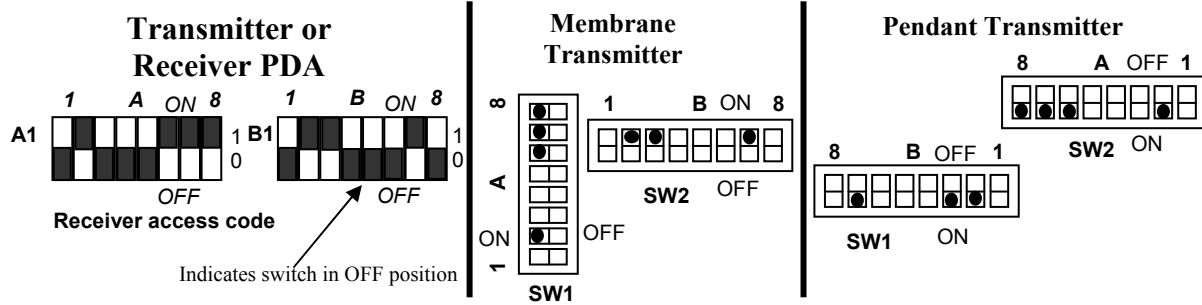 Transmitter or
Receiver PDA
1 A ON 8
1 B ON 8
A1
1
0
B1
1
0
OFF
OFF
Receiver access code
Indicates switch in OFF position
Membrane
Transmitter
8
A
1
ON
OFF
SW1
1 B ON 8
SW2
OFF
Pendant Transmitter
8 A OFF 1
SW2
ON
8 B OFF 1
SW1
ON